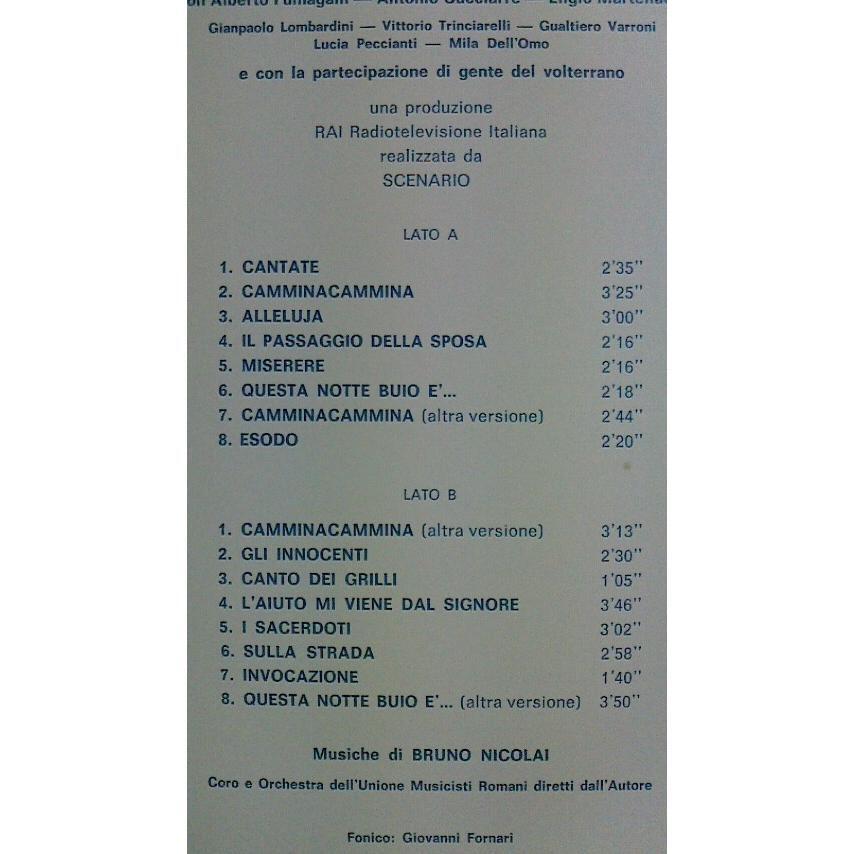 Gianpaolo Lombardini — Vittorio Trinciarelli — Gualtiero Varroni
Lucia Peccianti — Mila Dell'Omo
e con la partecipazione di gente del volterrano
una produzione
RAI Radiotelevisione Italiana
realizzata da
SCENARIO
LATO A
1. CANTATE 2'35''
2. CAMMINACAMMINA 3'25''
3. ALLELUJA 3'00''
4. IL PASSAGGIO DELLA SPOSA 2'16''
5. MISERERE 2'16''
6. QUESTA NOTTE BUIO E'... 2'18''
7. CAMMINACAMMINA (altra versione) 2'44''
8. ESODO 2'20''
LATO B
1. CAMMINACAMMINA (altra versione) 3'13''
2. GLI INNOCENTI 2'30''
3. CANTO DEI GRILLI 1'05''
4. L'AIUTO MI VIENE DAL SIGNORE 3'46''
5. I SACERDOTI 3'02''
6. SULLA STRADA 2'58''
7. INVOCAZIONE 1'40''
8. QUESTA NOTTE BUIO E'... (altra versione) 3'50''
Musiche di BRUNO NICOLAI
Coro e Orchestra dell'Unione Musicisti Romani diretti dall'Autore
Fonico: Giovanni Fornari